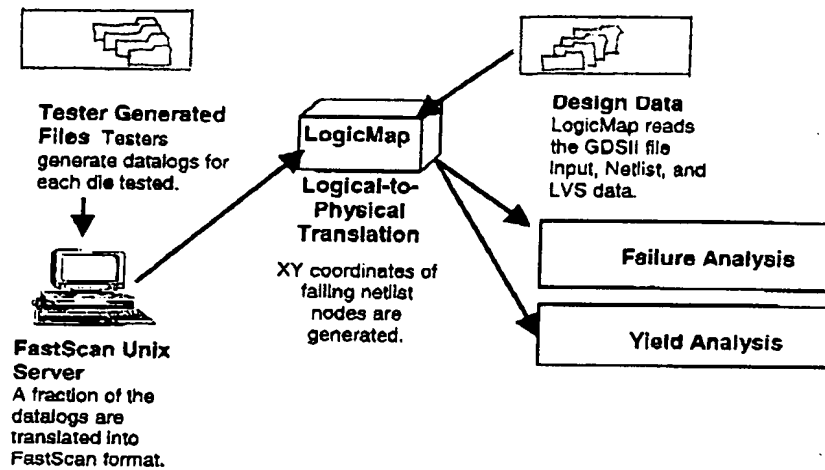 Tester Generated
Files Testers
generate datalogs for
each die tested.
FastScan Unix
Server
A fraction of the
datalogs are
translated into
FastScan format.
LogicMap
Logical-to-
Physical
Translation
XY coordinates of
failing netlist
nodes are
generated.
Design Data
LogicMap reads
the GDSII file
Input, Netlist, and
LVS data.
Failure Analysis
Yield Analysis